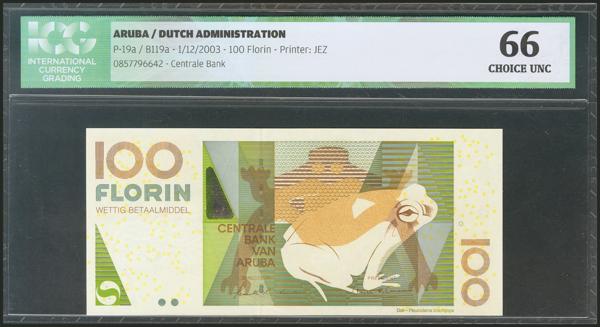 ICG
INTERNATIONAL
CURRENCY
GRADING
ARUBA / DUTCH ADMINISTRATION
P-19a / B119a - 1/12/2003 - 100 Florin - Printer: JEZ
0857796642 - Centrale Bank
66
CHOICE UNC
100
FLORIN
WETTIG BETAALMIDDEL
CENTRALE
BANK
VAN
ARUBA
100